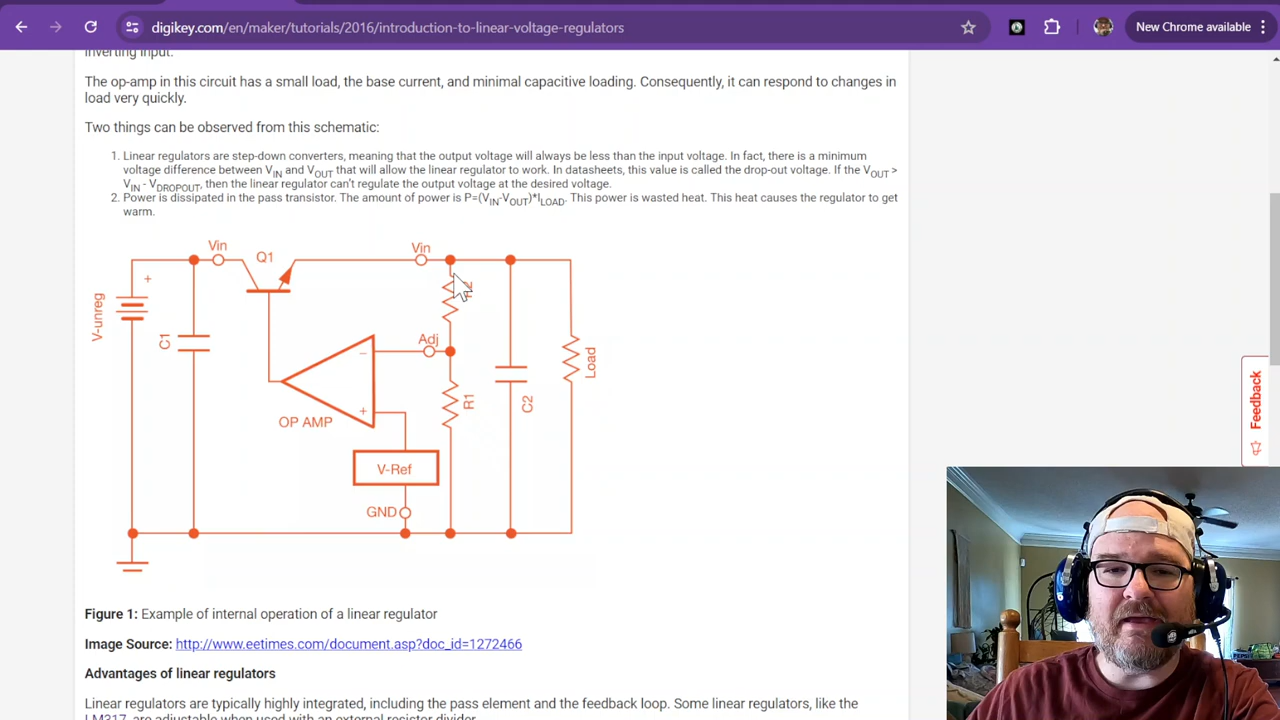 digikey.com/en/maker/tutorials/2016/introduction-to-linear-voltage-regulators
New Chrome available
inverting input.
The op-amp in this circuit has a small load, the base current, and minimal capacitive loading. Consequently, it can respond to changes in
load very quickly.
Two things can be observed from this schematic:
1. Linear regulators are step-down converters, meaning that the output voltage will always be less than the input voltage. In fact, there is a minimum
voltage difference between VIN and VOUT that will allow the linear regulator to work. In datasheets, this value is called the drop-out voltage. If the VOUT >
VIN - VDROPOUT, then the linear regulator can't regulate the output voltage at the desired voltage.
2. Power is dissipated in the pass transistor. The amount of power is P=(VIN-VOUT)*ILOAD. This power is wasted heat. This heat causes the regulator to get
warm.
Vin
Q1
Vin
+
V-unreg
C1
Adj
−
+
OP AMP
R1
C2
Load
V-Ref
GND
Figure 1: Example of internal operation of a linear regulator
Image Source: http://www.eetimes.com/document.asp?doc_id=1272466
Advantages of linear regulators
Linear regulators are typically highly integrated, including the pass element and the feedback loop. Some linear regulators, like the
LM317, are adjustable when used with an external resistor divider.
Feedback